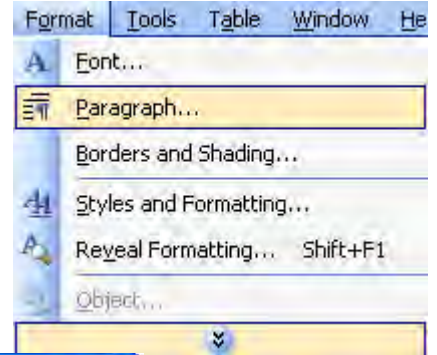 Format Tools Table Window He
Font...
Paragraph...
Borders and Shading...
Styles and Formatting...
Reveal Formatting... Shift+F1
Object...